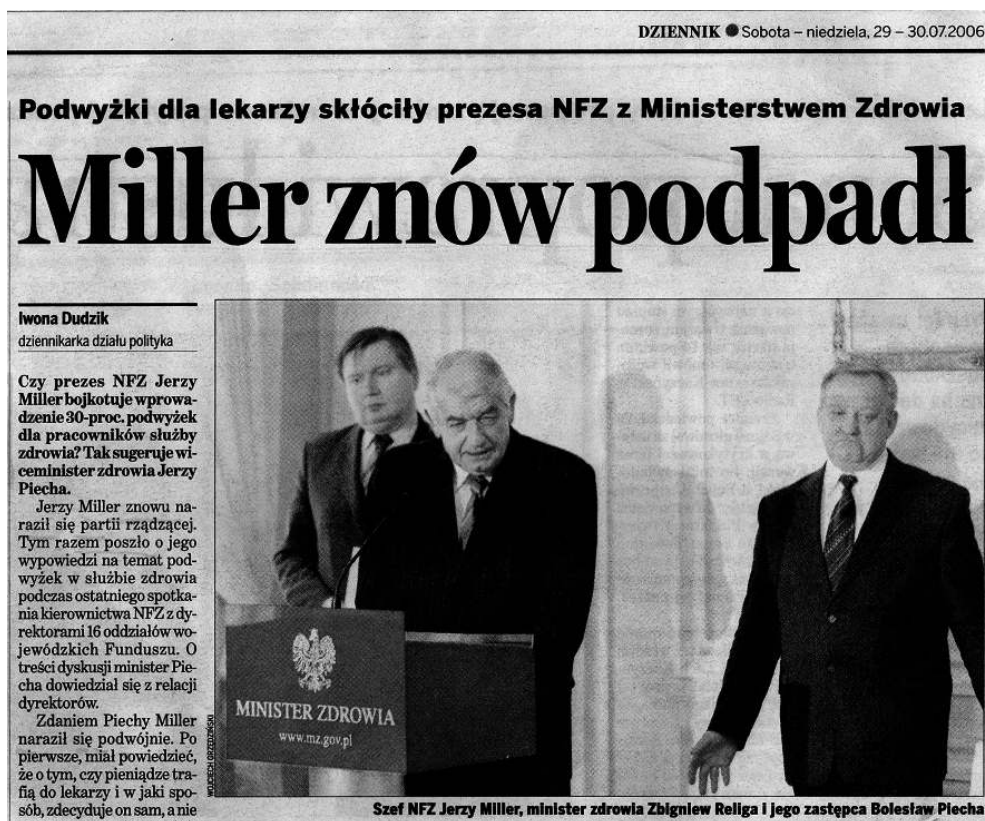 DZIENNIK ● Sobota – niedziela, 29 – 30.07.2006
Podwyżki dla lekarzy skłóciły prezesa NFZ z Ministerstwem Zdrowia
Miller znów podpadł
Iwona Dudzik
dziennikarka działu polityka
Czy prezes NFZ Jerzy
Miller bojkotuje wprowa-
dzenie 30-proc. podwyżek
dla pracowników służby
zdrowia? Tak sugeruje wi-
ceminister zdrowia Jerzy
Piecha.
Jerzy Miller znowu na-
raził się partii rządzącej.
Tym razem poszło o jego
wypowiedzi na temat pod-
wyżek w służbie zdrowia
podczas ostatniego spotka-
nia kierownictwa NFZ z dy-
rektorami 16 oddziałów wo-
jewódzkich Funduszu. O
treści dyskusji minister Pie-
cha dowiedział się z relacji
dyrektorów.
Zdaniem Piechy Miller
naraził się podwójnie. Po
pierwsze, miał powiedzieć,
że o tym, czy pieniądze tra-
fią do lekarzy i w jaki spo-
sób, zdecyduje on sam, a nie
MINISTER ZDROWIA
www.mz.gov.pl
WOJCIECH GRZĘDZIŃSKI
Szef NFZ Jerzy Miller, minister zdrowia Zbigniew Religa i jego zastępca Bolesław Piecha